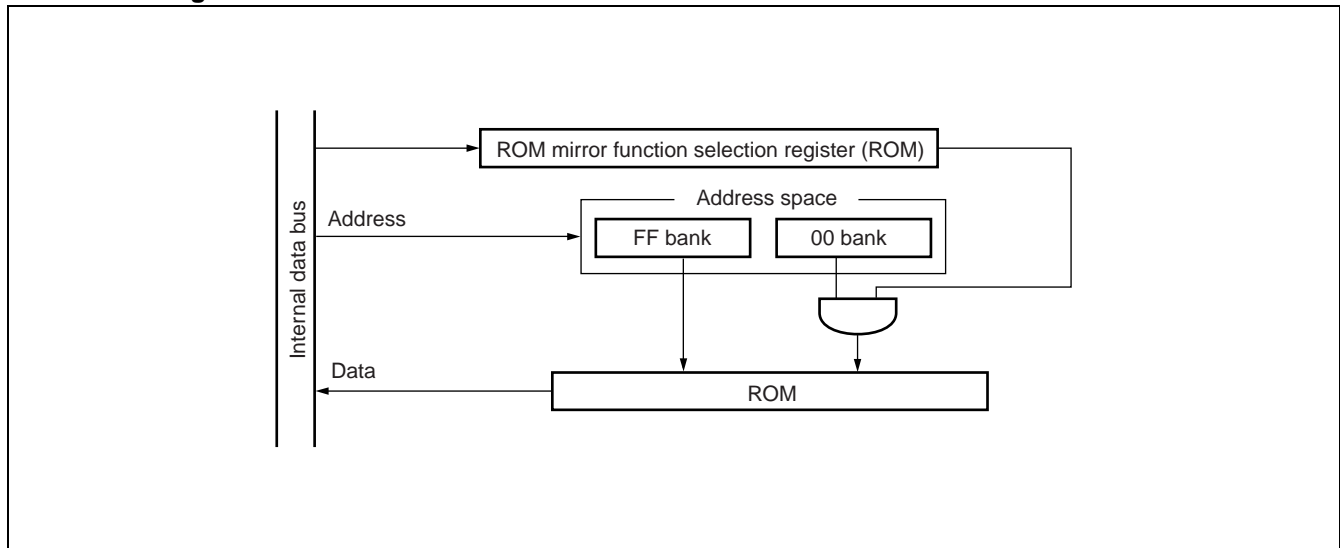 ROM mirror function selection register (ROM)
Address space
Address
FF bank
00 bank
Internal data bus
Data
ROM